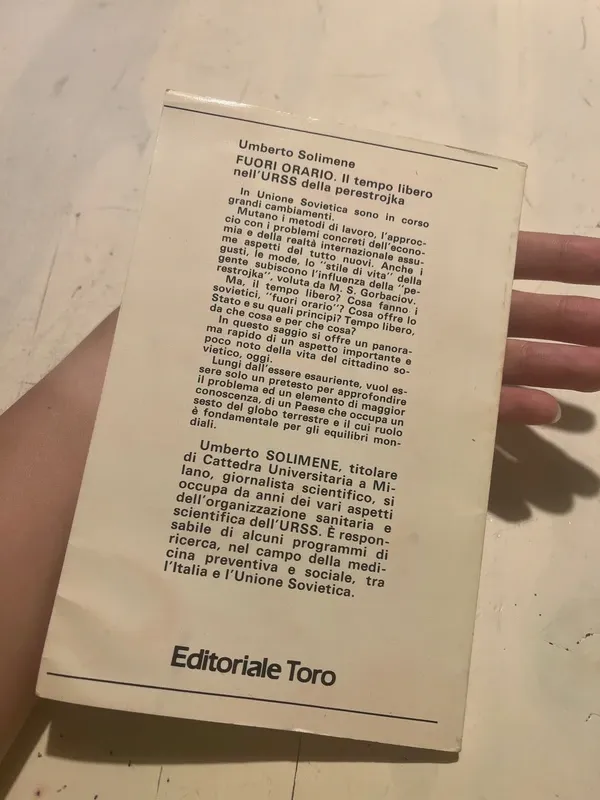 Umberto Solimene
FUORI ORARIO. Il tempo libero
nell'URSS della perestrojka
In Unione Sovietica sono in corso
grandi cambiamenti.
Mutano i metodi di lavoro, l'approc-
cio con i problemi concreti dell'econo-
mia e della realtà internazionale assu-
me aspetti del tutto nuovi. Anche i
gusti, le mode, lo "stile di vita" della
gente subiscono l'influenza della "pe-
restrojka", voluta da M. S. Gorbaciov.
Ma, il tempo libero? Cosa fanno i
sovietici, "fuori orario"? Cosa offre lo
Stato e su quali principi? Tempo libero,
da che cosa e per che cosa?
In questo saggio si offre un panora-
ma rapido di un aspetto importante e
poco noto della vita del cittadino so-
vietico, oggi.
Lungi dall'essere esauriente, vuol es-
sere solo un pretesto per approfondire
il problema ed un elemento di maggior
conoscenza, di un Paese che occupa un
sesto del globo terrestre e il cui ruolo
è fondamentale per gli equilibri mon-
diali.
Umberto SOLIMENE, titolare
di Cattedra Universitaria a Mi-
lano, giornalista scientifico, si
occupa da anni dei vari aspetti
dell'organizzazione sanitaria e
scientifica dell'URSS. È respon-
sabile di alcuni programmi di
ricerca, nel campo della medi-
cina preventiva e sociale, tra
l'Italia e l'Unione Sovietica.
Editoriale Toro